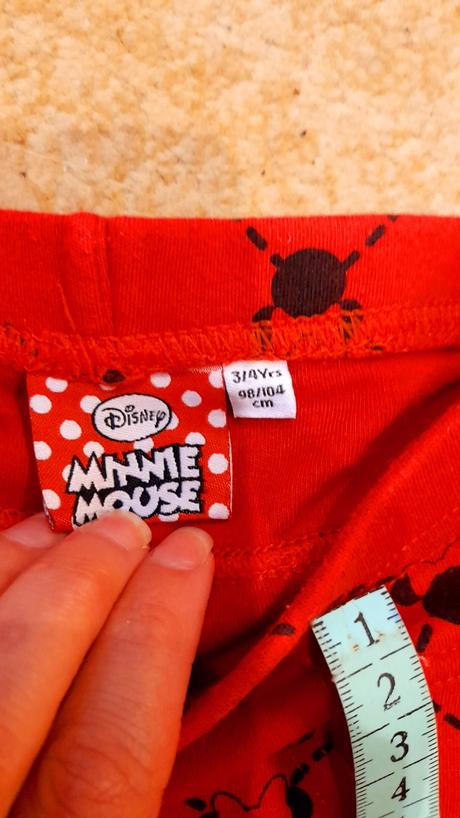 3/4Yrs
98/104
cm
Disney
MINNIE
MOUSE
1
2
3
4